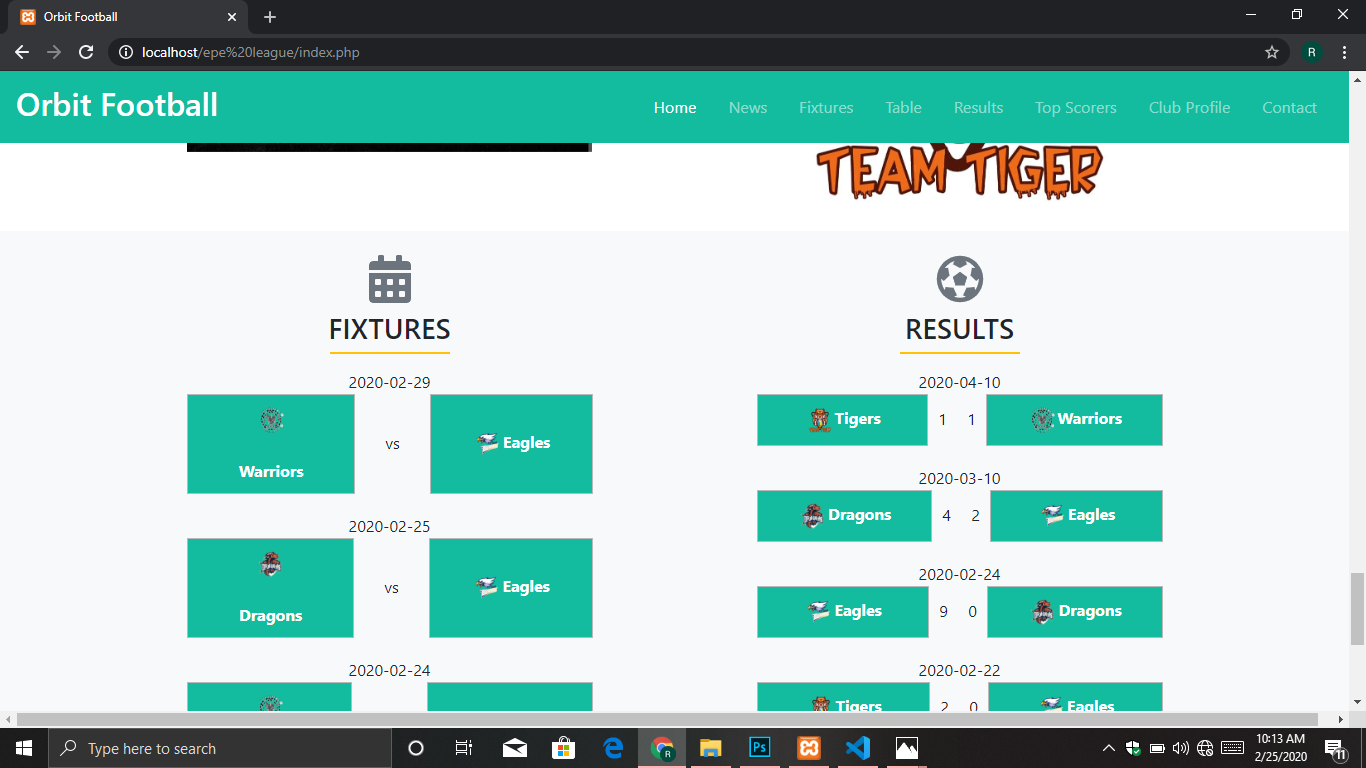 Orbit Football
localhost/epe%20league/index.php
R
Orbit Football
Home News Fixtures Table Results Top Scorers Club Profile Contact
TEAM TIGER
FIXTURES
2020-02-29
Warriors vs Eagles
2020-02-25
Dragons vs Eagles
2020-02-24
RESULTS
2020-04-10
Tigers 1 1 Warriors
2020-03-10
Dragons 4 2 Eagles
2020-02-24
Eagles 9 0 Dragons
2020-02-22
Tigers 2 0 Eagles
Type here to search
R
Ps
10:13 AM
2/25/2020
11